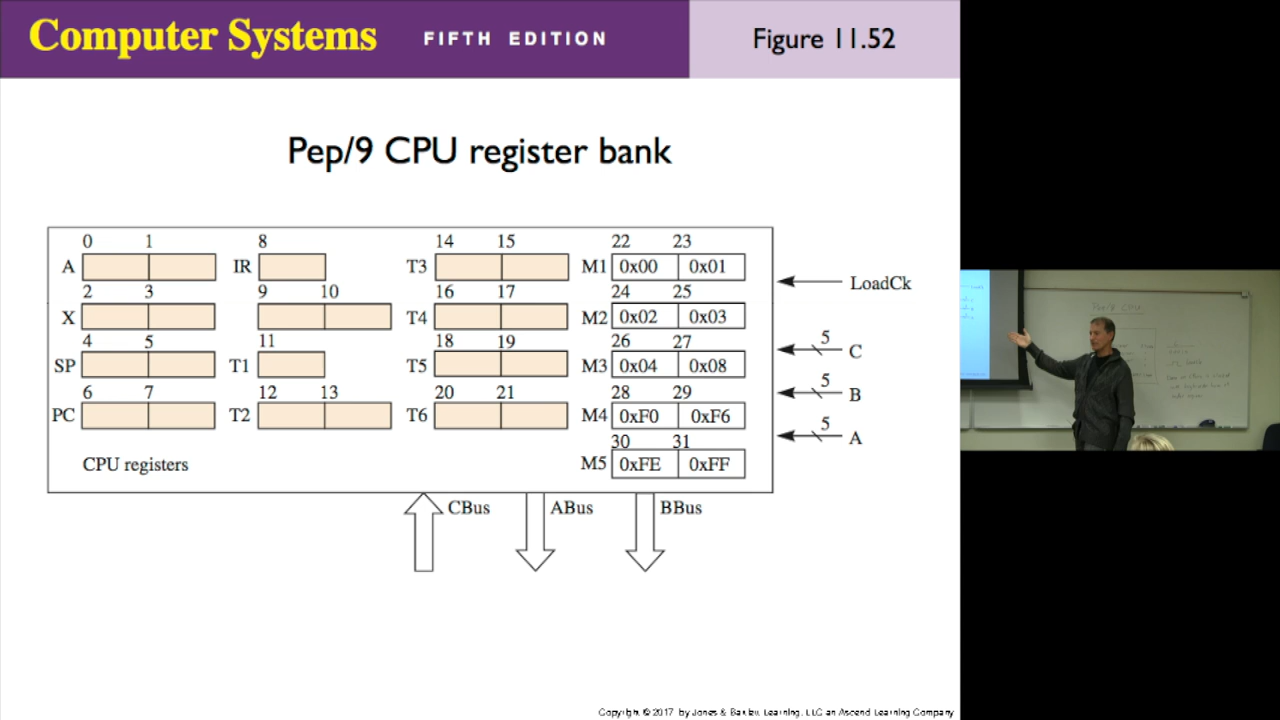 Computer Systems FIFTH EDITION Figure 11.52
Pep/9 CPU register bank
0 1 8 14 15 22 23
A IR T3 M1 0x00 0x01
LoadCk
2 3 9 10 16 17 24 25
X T4 M2 0x02 0x03
4 5 11 18 19 26 27
5 C
SP T1 T5 M3 0x04 0x08
6 7 12 13 20 21 28 29
5 B
PC T2 T6 M4 0xF0 0xF6
5 A
30 31
CPU registers M5 0xFE 0xFF
CBus ABus BBus
Pep/9 CPU
Copyright © 2017 by Jones & Bartlett Learning, LLC an Ascend Learning Company